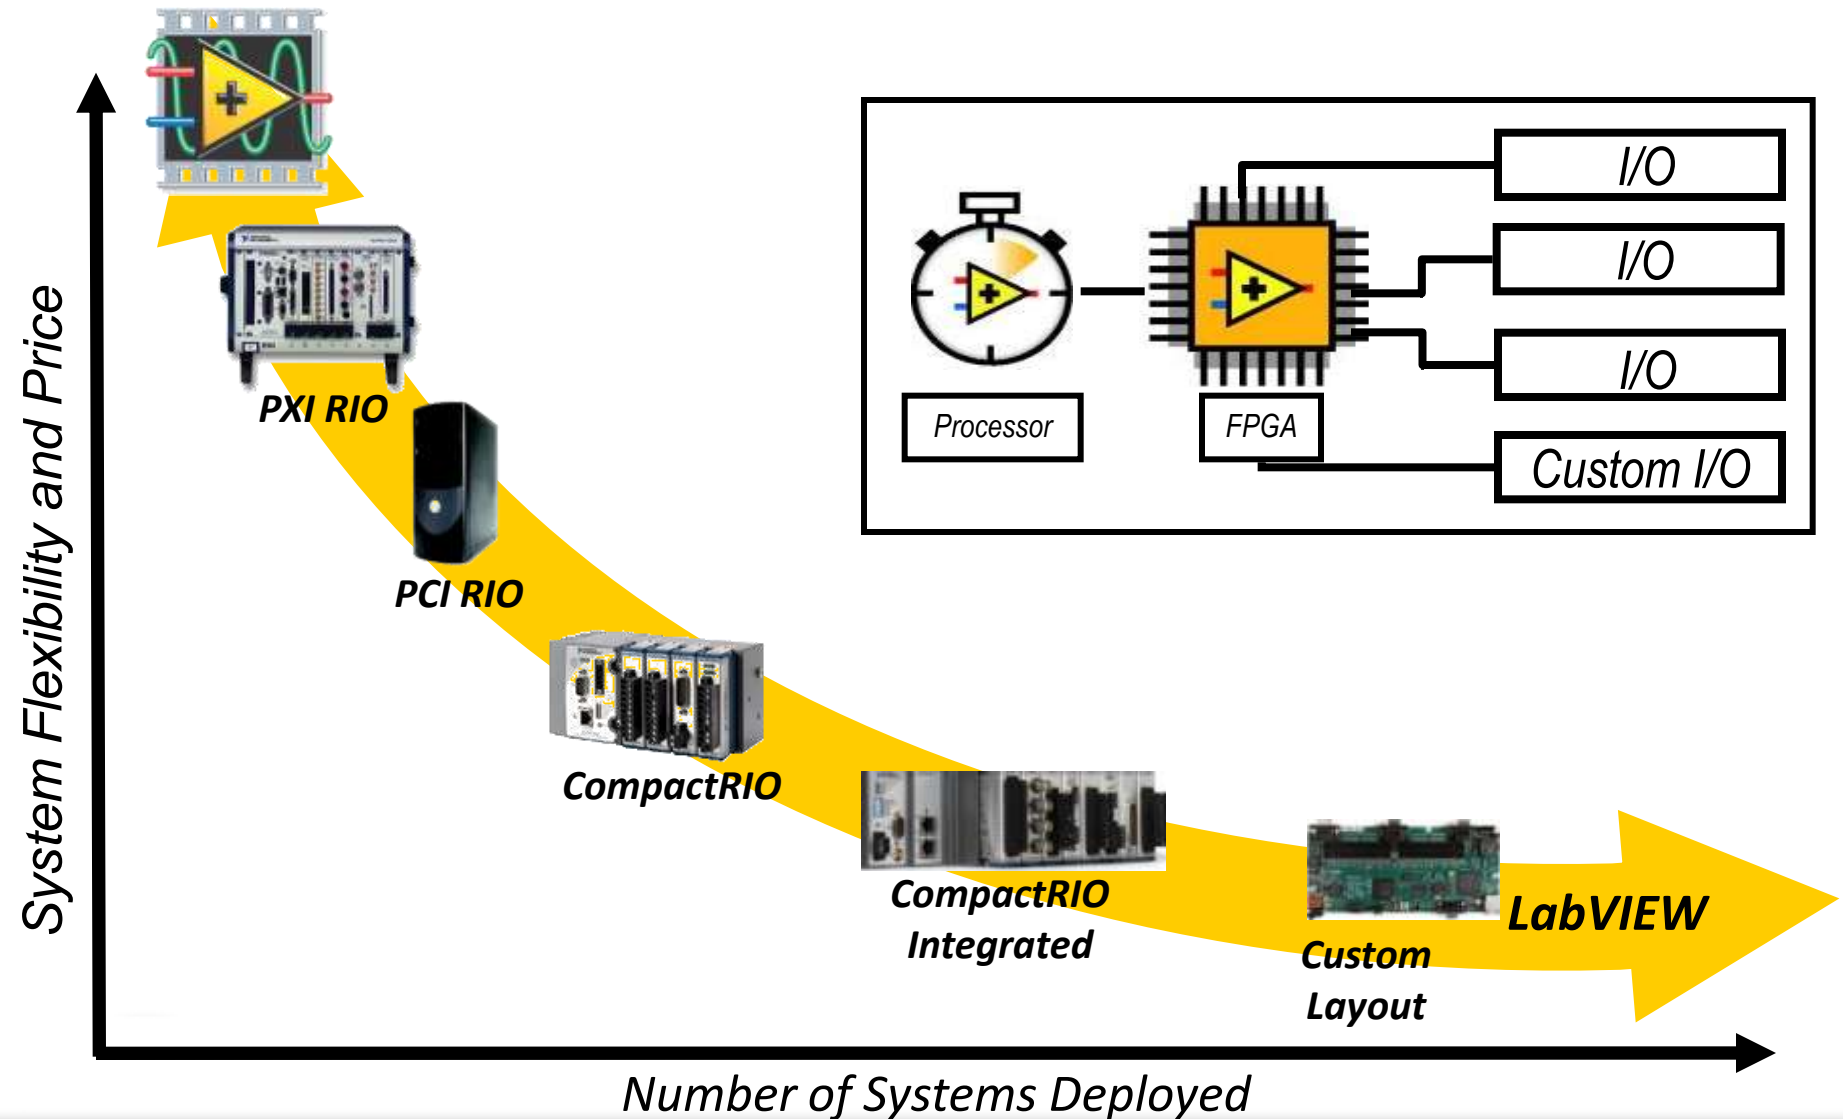 System Flexibility and Price
PXI RIO
PCI RIO
CompactRIO
CompactRIO
Integrated
Custom
Layout
LabVIEW
Number of Systems Deployed
Processor
FPGA
I/O
I/O
I/O
Custom I/O